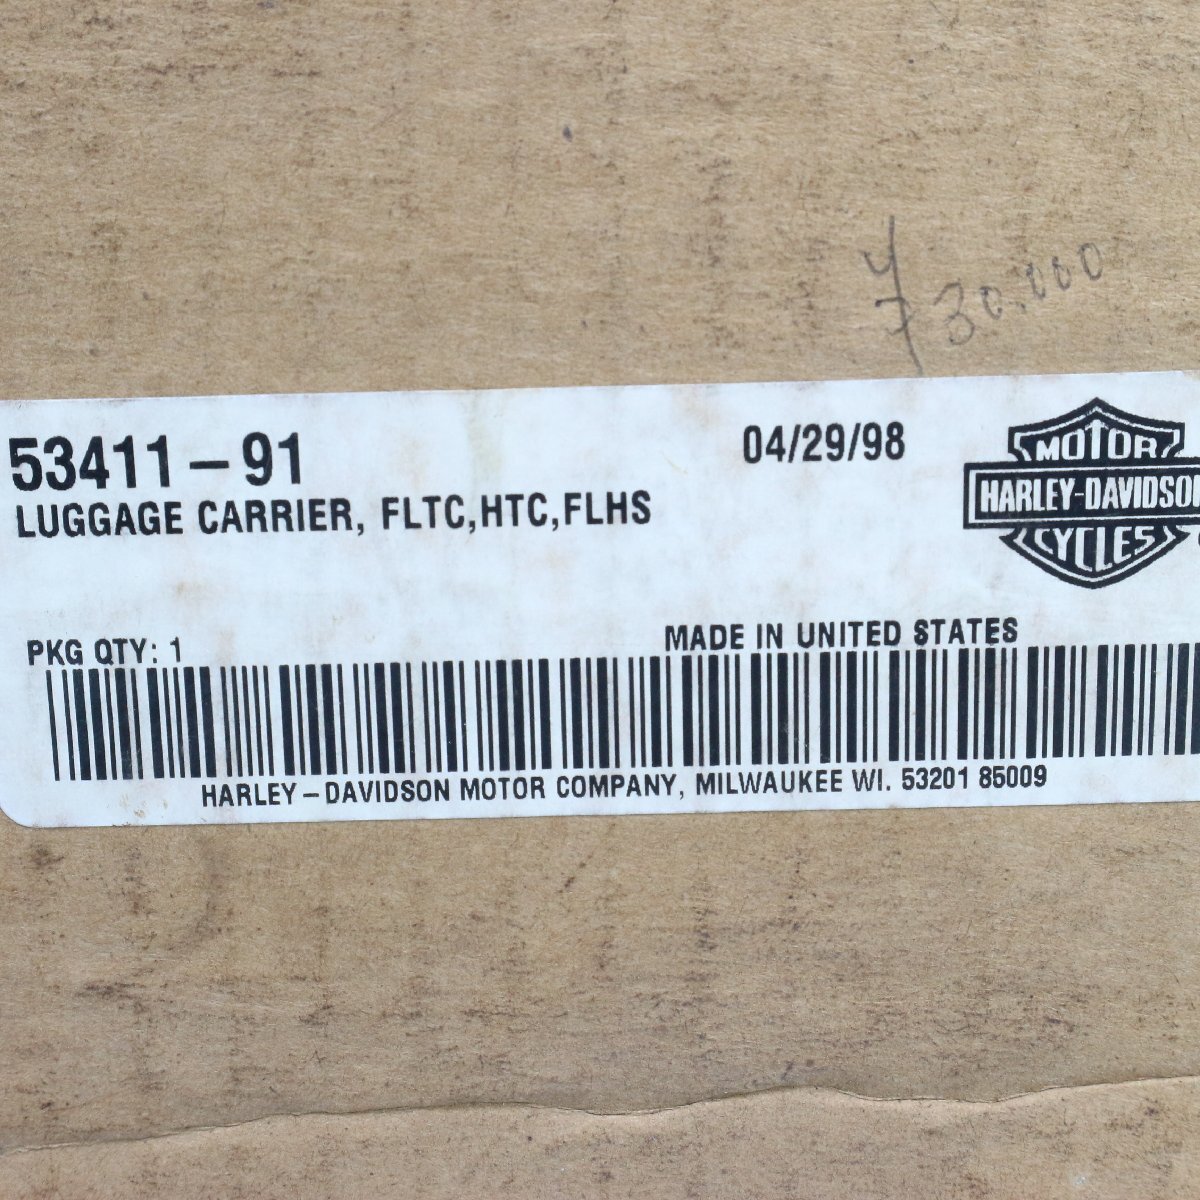 ¥30.000
53411-91
04/29/98
LUGGAGE CARRIER, FLTC,HTC,FLHS
MOTOR
HARLEY-DAVIDSON
CYCLES
PKG QTY: 1
MADE IN UNITED STATES
HARLEY-DAVIDSON MOTOR COMPANY, MILWAUKEE WI. 53201 85009